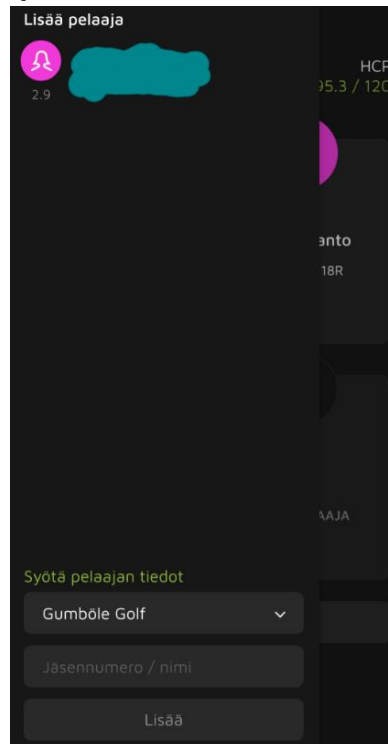 Lisää pelaaja
HCP
2.9
95.3 / 120
anto
18R
AAJA
Syötä pelaajan tiedot
Gumböle Golf
Jäsennumero / nimi
Lisää